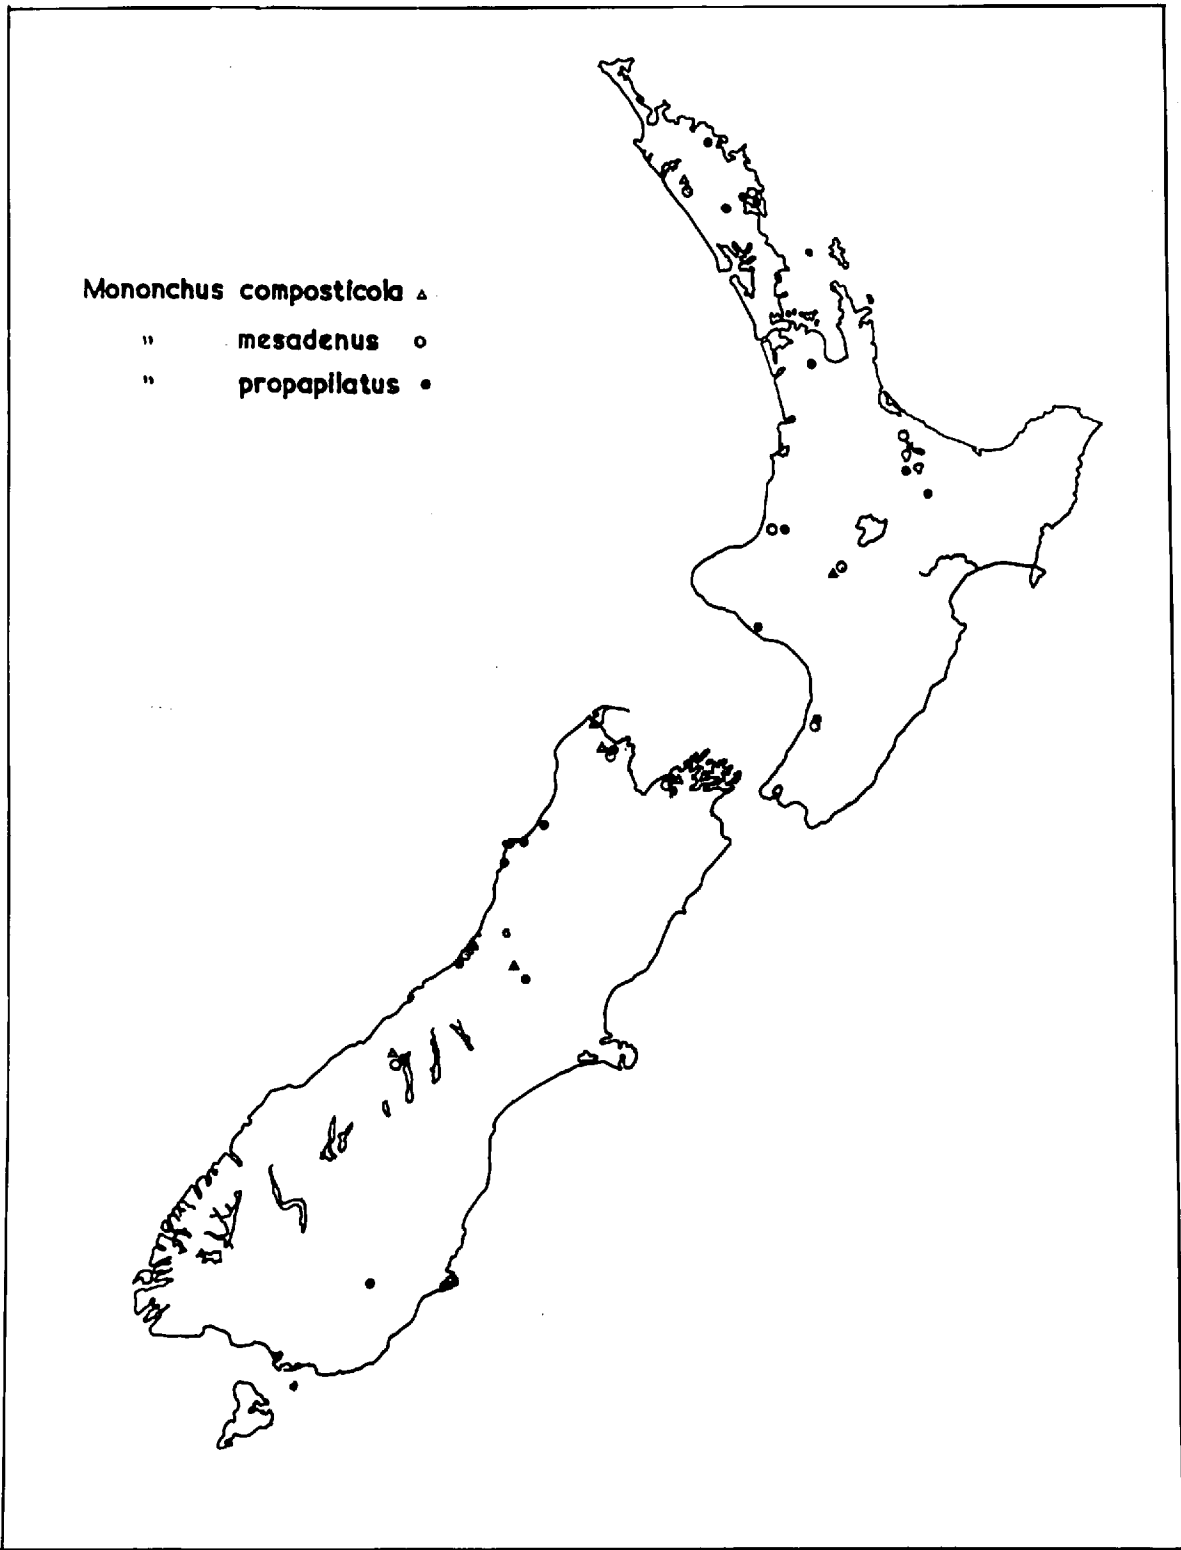 Mononchus composticola ▵
" mesadenus ○
" propapilatus ●